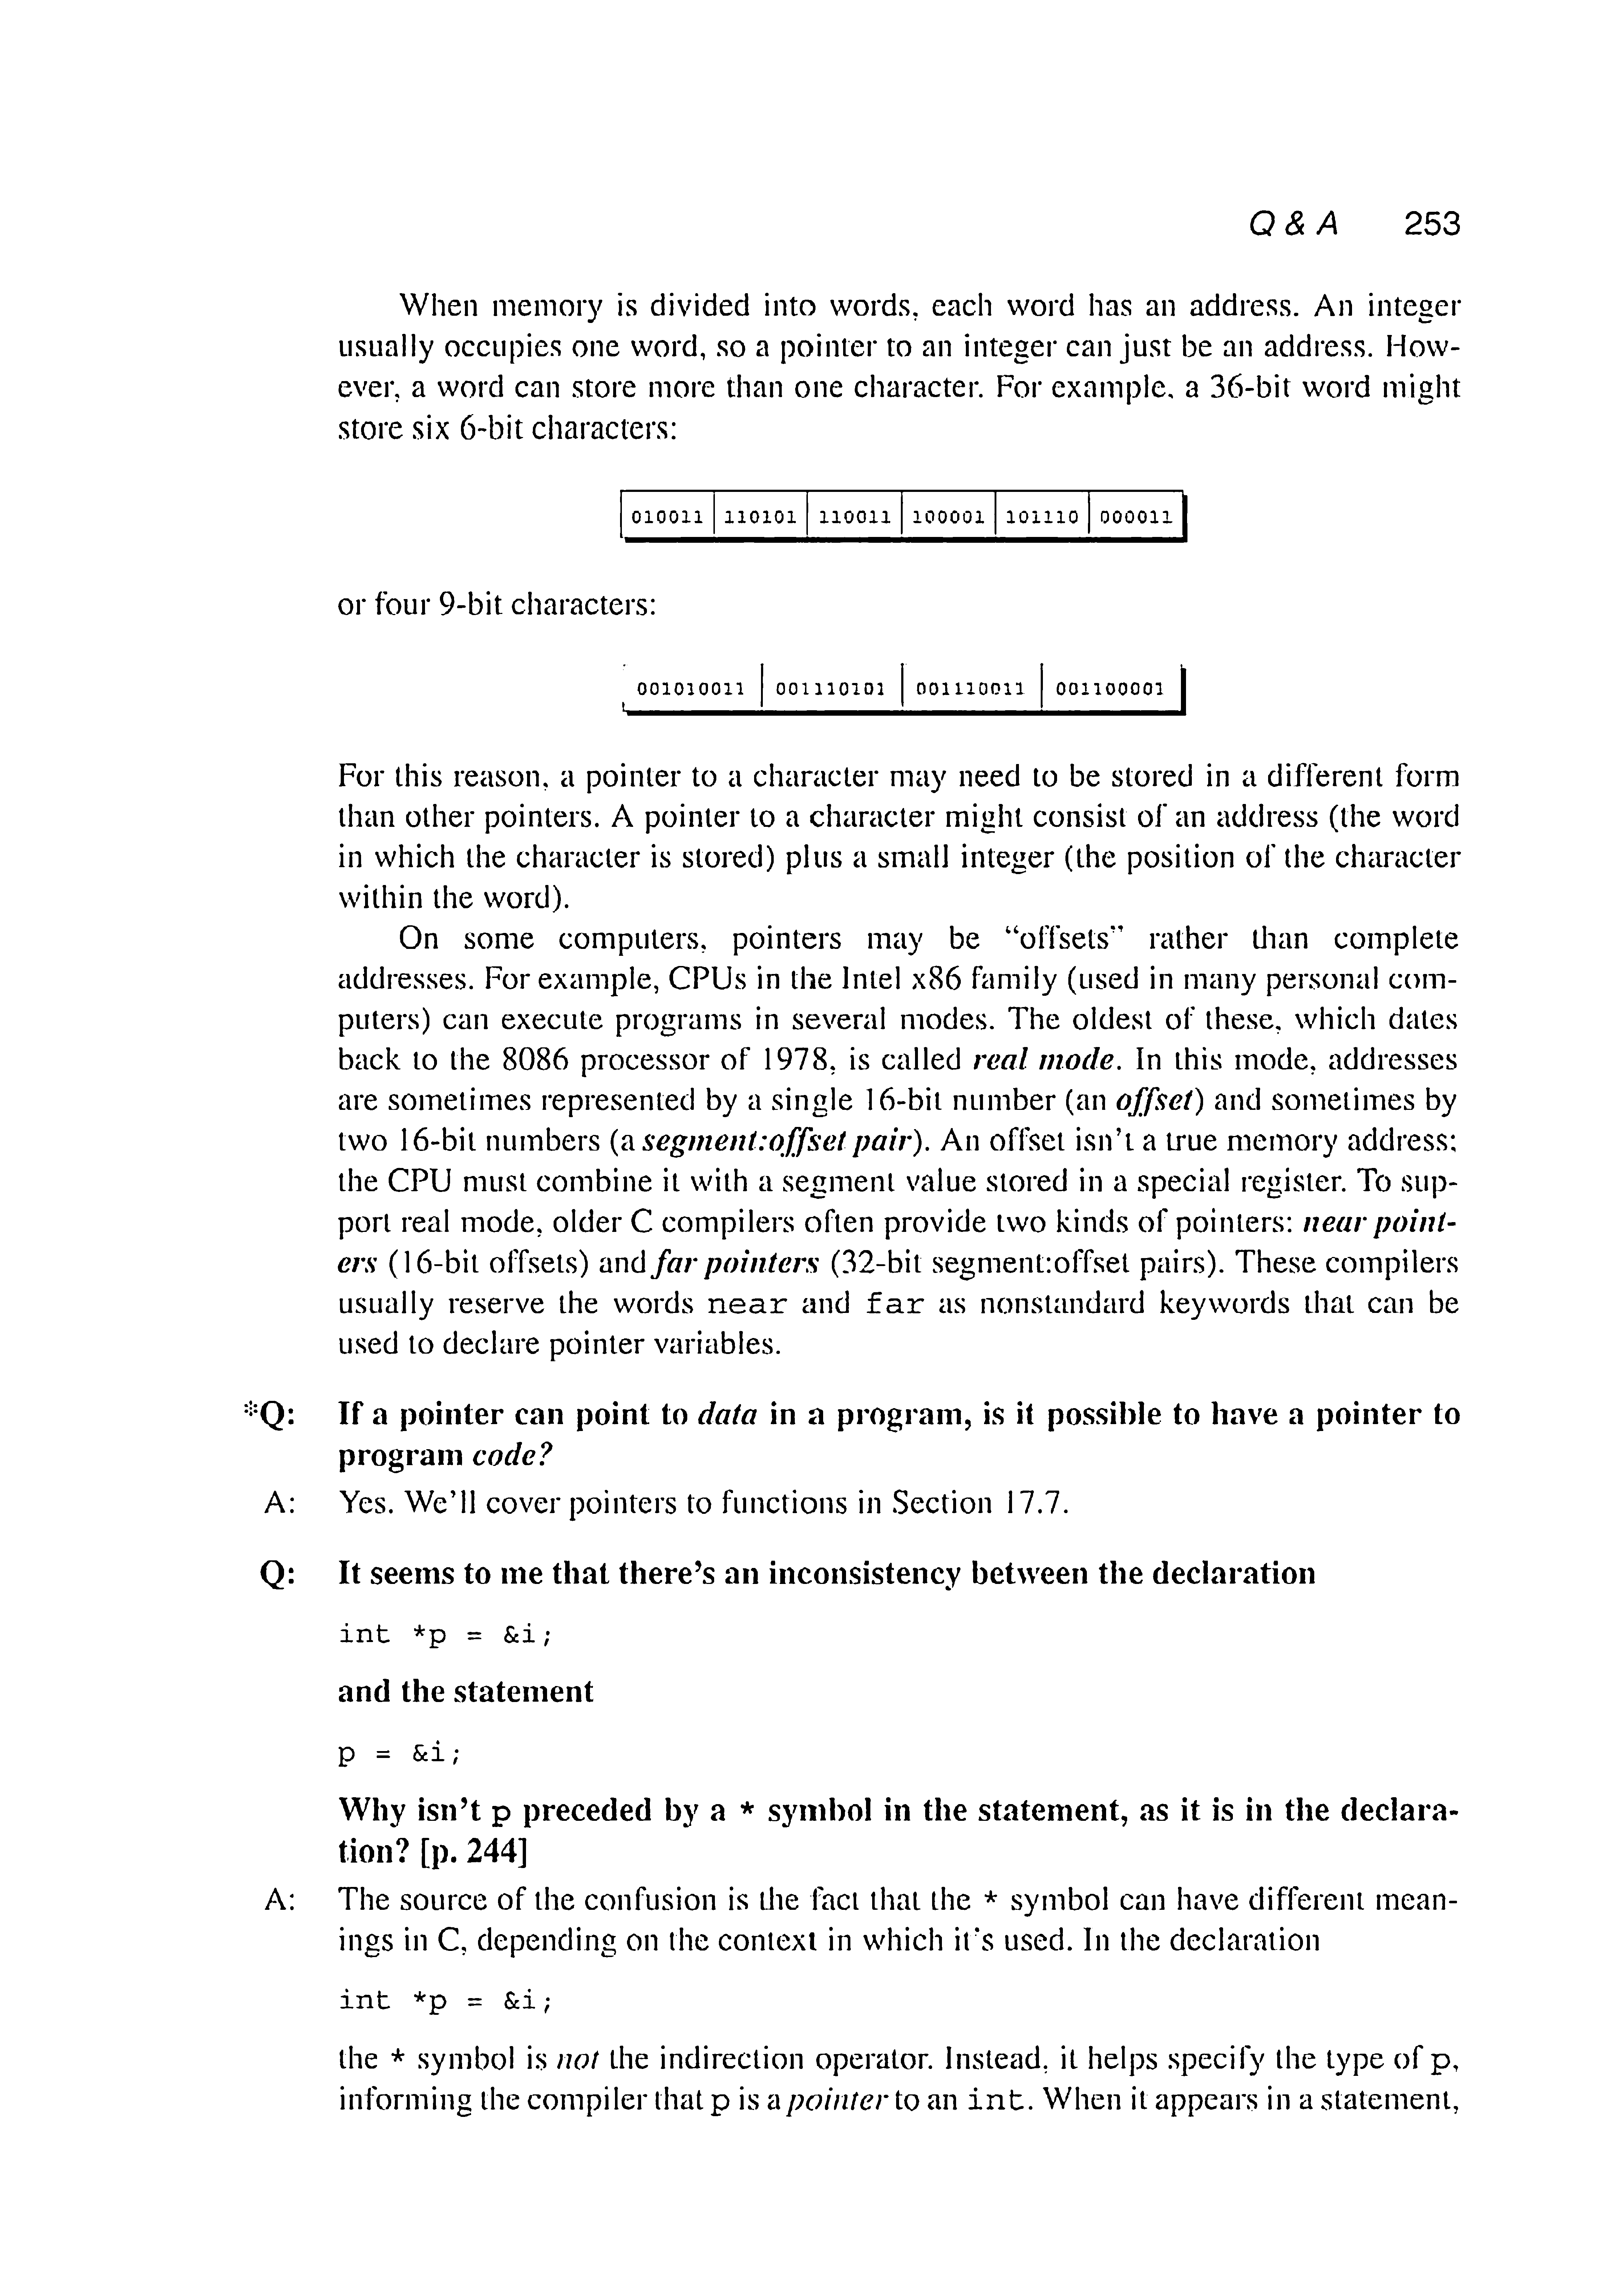 Q & A 253
When memory is divided into words, each word has an address. An integer
usually occupies one word, so a pointer to an integer can just be an address. How-
ever, a word can store more than one character. For example, a 36-bit word might
store six 6-bit characters:
010011 110101 110011 100001 101110 000011
or four 9-bit characters:
001010011 001110101 001110011 001100001
For this reason, a pointer to a character may need to be stored in a different form
than other pointers. A pointer to a character might consist of an address (the word
in which the character is stored) plus a small integer (the position of the character
within the word).
On some computers, pointers may be “offsets” rather than complete
addresses. For example, CPUs in the Intel x86 family (used in many personal com-
puters) can execute programs in several modes. The oldest of these, which dates
back to the 8086 processor of 1978, is called real mode. In this mode, addresses
are sometimes represented by a single 16-bit number (an offset) and sometimes by
two 16-bit numbers (a segment:offset pair). An offset isn’t a true memory address;
the CPU must combine it with a segment value stored in a special register. To sup-
port real mode, older C compilers often provide two kinds of pointers: near point-
ers (16-bit offsets) and far pointers (32-bit segment:offset pairs). These compilers
usually reserve the words near and far as nonstandard keywords that can be
used to declare pointer variables.
*Q: If a pointer can point to data in a program, is it possible to have a pointer to
program code?
A: Yes. We’ll cover pointers to functions in Section 17.7.
Q: It seems to me that there’s an inconsistency between the declaration
int *p = &i;
and the statement
p = &i;
Why isn’t p preceded by a * symbol in the statement, as it is in the declara-
tion? [p. 244]
A: The source of the confusion is the fact that the * symbol can have different mean-
ings in C, depending on the context in which it’s used. In the declaration
int *p = &i;
the * symbol is not the indirection operator. Instead, it helps specify the type of p,
informing the compiler that p is a pointer to an int. When it appears in a statement,